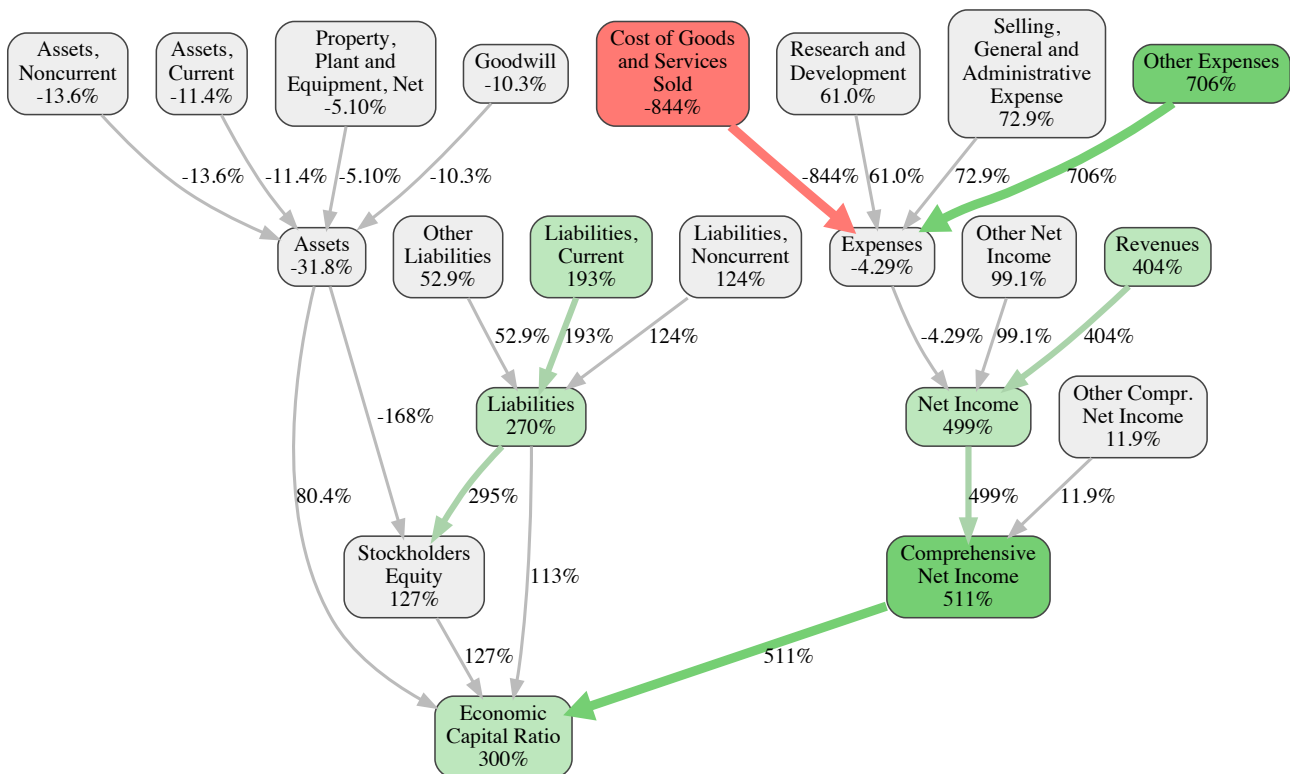 Assets,
Noncurrent
-13.6%
Assets,
Current
-11.4%
Property,
Plant and
Equipment, Net
-5.10%
Goodwill
-10.3%
Cost of Goods
and Services
Sold
-844%
Research and
Development
61.0%
Selling,
General and
Administrative
Expense
72.9%
Other Expenses
706%
-13.6%
-11.4%
-5.10%
-10.3%
-844%
61.0%
72.9%
706%
Assets
-31.8%
Other
Liabilities
52.9%
Liabilities,
Current
193%
Liabilities,
Noncurrent
124%
Expenses
-4.29%
Other Net
Income
99.1%
Revenues
404%
52.9%
193%
124%
-4.29%
99.1%
404%
-168%
Liabilities
270%
Net Income
499%
Other Compr.
Net Income
11.9%
80.4%
295%
499%
11.9%
Stockholders
Equity
127%
113%
Comprehensive
Net Income
511%
127%
511%
Economic
Capital Ratio
300%